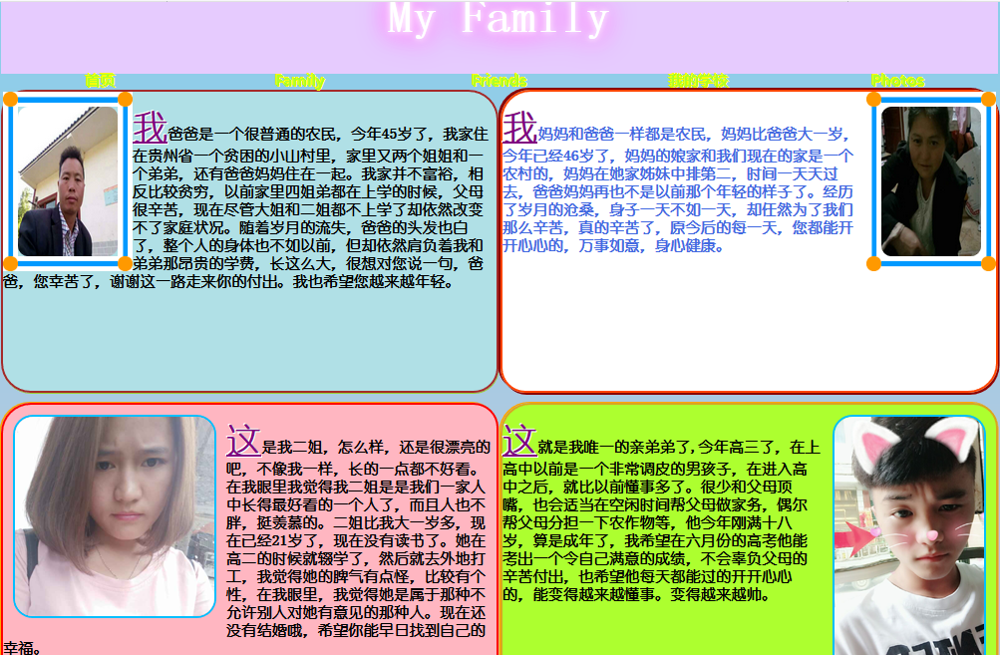 My Family
首页 Family Friends 我的学校 Photos
我爸爸是一个很普通的农民，今年45岁了，我家住
在贵州省一个贫困的小山村里，家里又两个姐姐和一
个弟弟，还有爸爸妈妈住在一起。我家并不富裕，相
反比较贫穷，以前家里四姐弟都在上学的时候，父母
很辛苦，现在尽管大姐和二姐都不上学了却依然改变
不了家庭状况。随着岁月的流失，爸爸的头发也白
了，整个人的身体也不如以前，但却依然肩负着我和
弟弟那昂贵的学费，长这么大，很想对您说一句，爸
爸，您幸苦了，谢谢这一路走来你的付出。我也希望您越来越年轻。
我妈妈和爸爸一样都是农民，妈妈比爸爸大一岁，
今年已经46岁了，妈妈的娘家和我们现在的家是一个
农村的，妈妈在她家姊妹中排第二，时间一天天过
去，爸爸妈妈再也不是以前那个年轻的样子了。经历
了岁月的沧桑，身子一天不如一天，却任然为了我们
那么辛苦，真的辛苦了，原今后的每一天，您都能开
开心心的，万事如意，身心健康。
这是我二姐，怎么样，还是很漂亮的
吧，不像我一样，长的一点都不好看。
在我眼里我觉得我二姐是是我们一家人
中长得最好看的一个人了，而且人也不
胖，挺羡慕的。二姐比我大一岁多，现
在已经21岁了，现在没有读书了。她在
高二的时候就辍学了，然后就去外地打
工，我觉得她的脾气有点怪，比较有个
性，在我眼里，我觉得她是属于那种不
允许别人对她有意见的那种人。现在还
没有结婚哦，希望你能早日找到自己的
幸福。
这就是我唯一的亲弟弟了,今年高三了，在上
高中以前是一个非常调皮的男孩子，在进入高
中之后，就比以前懂事多了。很少和父母顶
嘴，也会适当在空闲时间帮父母做家务，偶尔
帮父母分担一下农作物等，他今年刚满十八
岁，算是成年了，我希望在六月份的高老他能
考出一个令自己满意的成绩，不会辜负父母的
辛苦付出，也希望他每天都能过的开开心心
的，能变得越来越懂事。变得越来越帅。